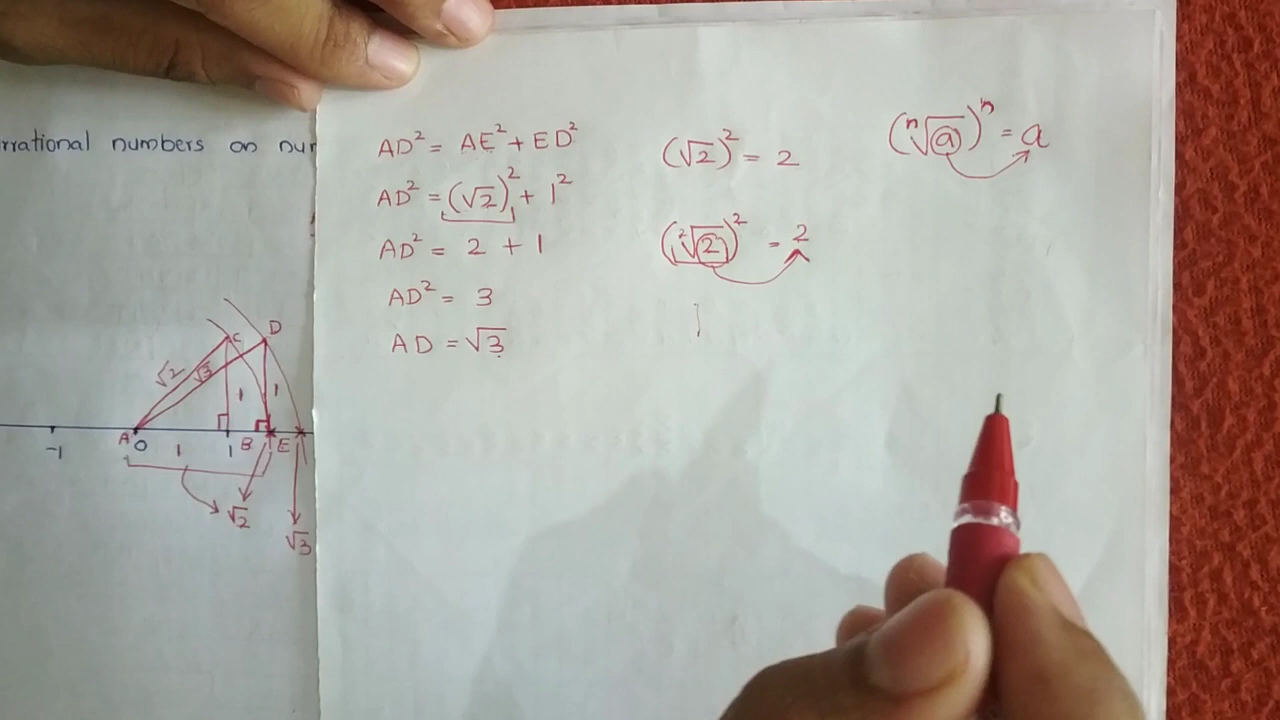 rrational numbers on nur
AD² = AE² + ED²
AD² = (√2)² + 1²
AD² = 2 + 1
AD² = 3
AD = √3
(√2)² = 2
(²√2)² = 2
(ⁿ√a)ⁿ = a
C D
√2 √3 1 1
A B E
-1 0 1 1
√2
√3